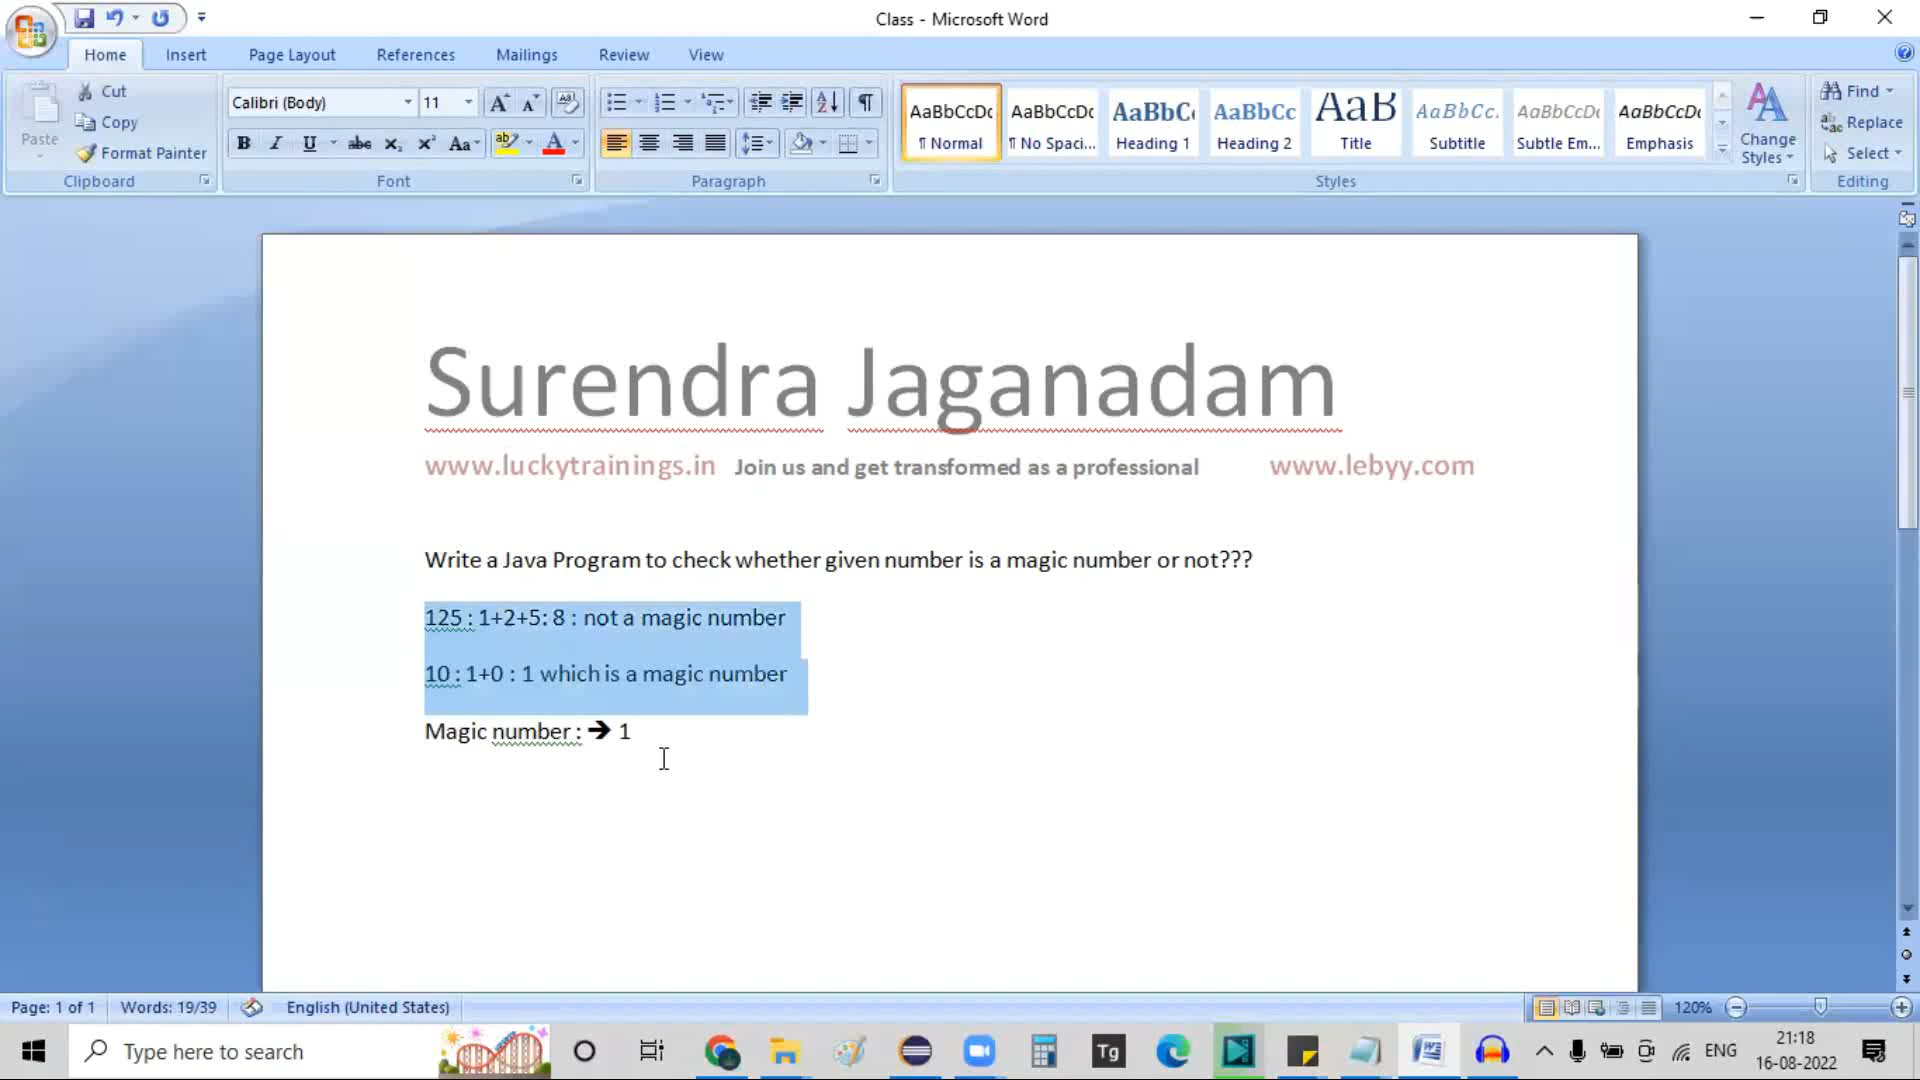 Class - Microsoft Word
Home Insert Page Layout References Mailings Review View
Paste
Cut
Copy
Format Painter
Clipboard
Calibri (Body) 11
Font
Paragraph
AaBbCcDc AaBbCcDc AaBbC AaBbCc AaB AaBbCc. AaBbCcDc AaBbCcDc
¶ Normal ¶ No Spaci... Heading 1 Heading 2 Title Subtitle Subtle Em... Emphasis
Change Styles
Styles
Find
Replace
Select
Editing
Surendra Jaganadam
www.luckytrainings.in Join us and get transformed as a professional www.lebyy.com
Write a Java Program to check whether given number is a magic number or not???
125 : 1+2+5: 8 : not a magic number
10 : 1+0 : 1 which is a magic number
Magic number : ➔ 1
Page: 1 of 1 Words: 19/39 English (United States) 120%
Type here to search Tg ENG 21:18
16-08-2022